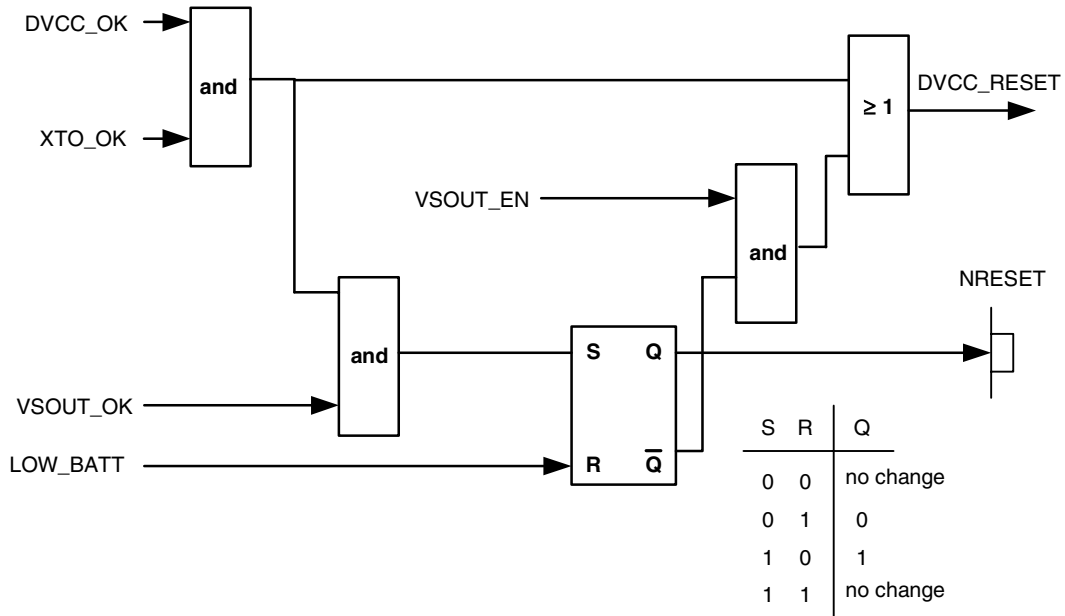 DVCC_OK
and
XTO_OK
≥ 1
DVCC_RESET
VSOUT_EN
and
NRESET
and
S Q
VSOUT_OK
LOW_BATT
R Q̅
S R Q
0 0 no change
0 1 0
1 0 1
1 1 no change